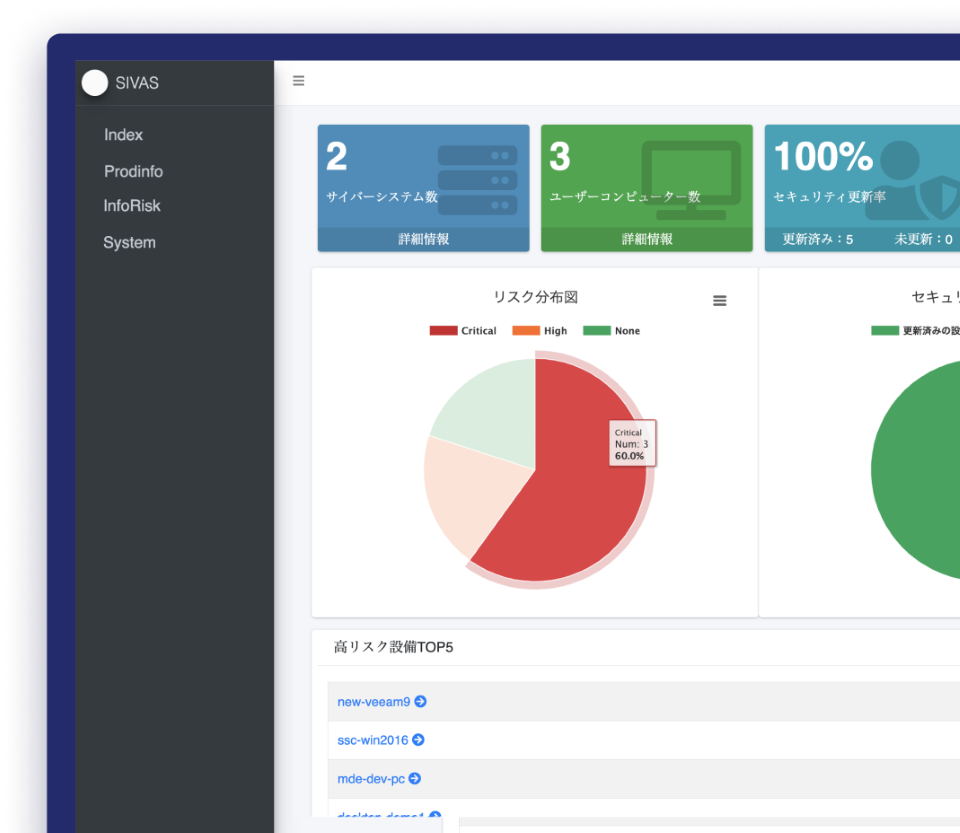 SIVAS
Index
Prodinfo
InfoRisk
System
2
サイバーシステム数
詳細情報
3
ユーザーコンピューター数
詳細情報
100%
セキュリティ更新率
更新済み：5 未更新：0
リスク分布図
Critical High None
Critical
Num: 3
60.0%
セキュリ
更新済みの設
高リスク設備TOP5
new-veeam9
ssc-win2016
mde-dev-pc